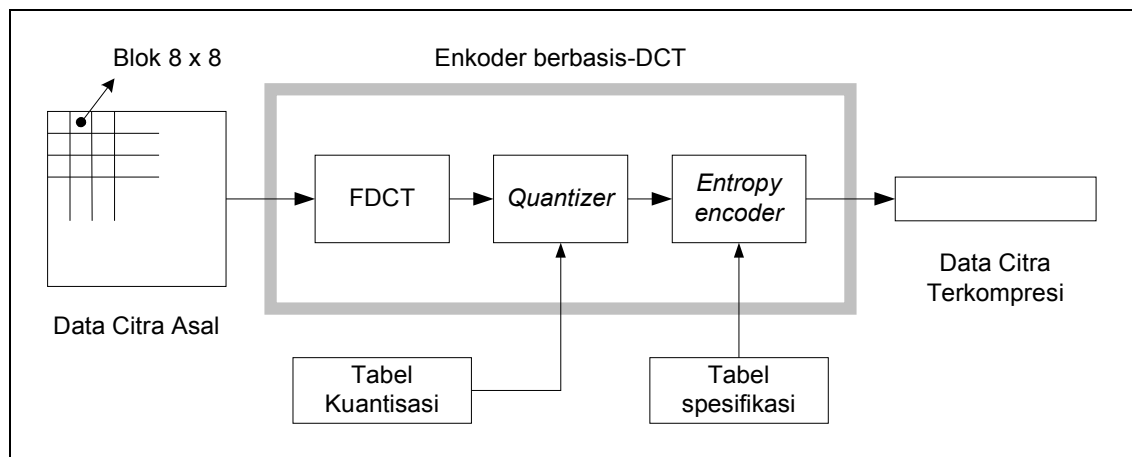 Blok 8 x 8
Enkoder berbasis-DCT
FDCT
Quantizer
Entropy
encoder
Data Citra Asal
Data Citra
Terkompresi
Tabel
Kuantisasi
Tabel
spesifikasi